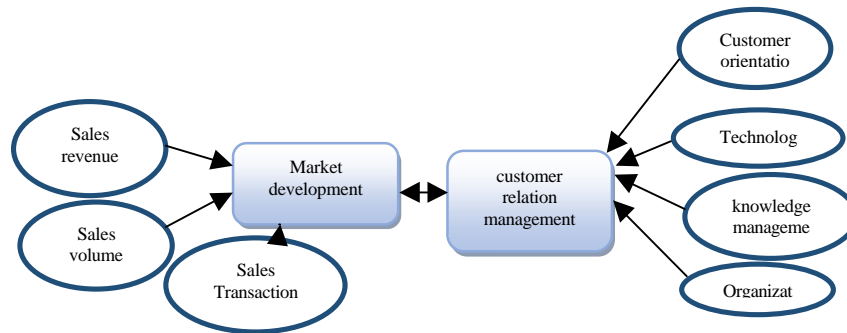 Customer
orientatio
Sales
revenue
Market
development
customer
relation
management
Technolog
knowledge
manageme
Sales
volume
Sales
Transaction
Organizat